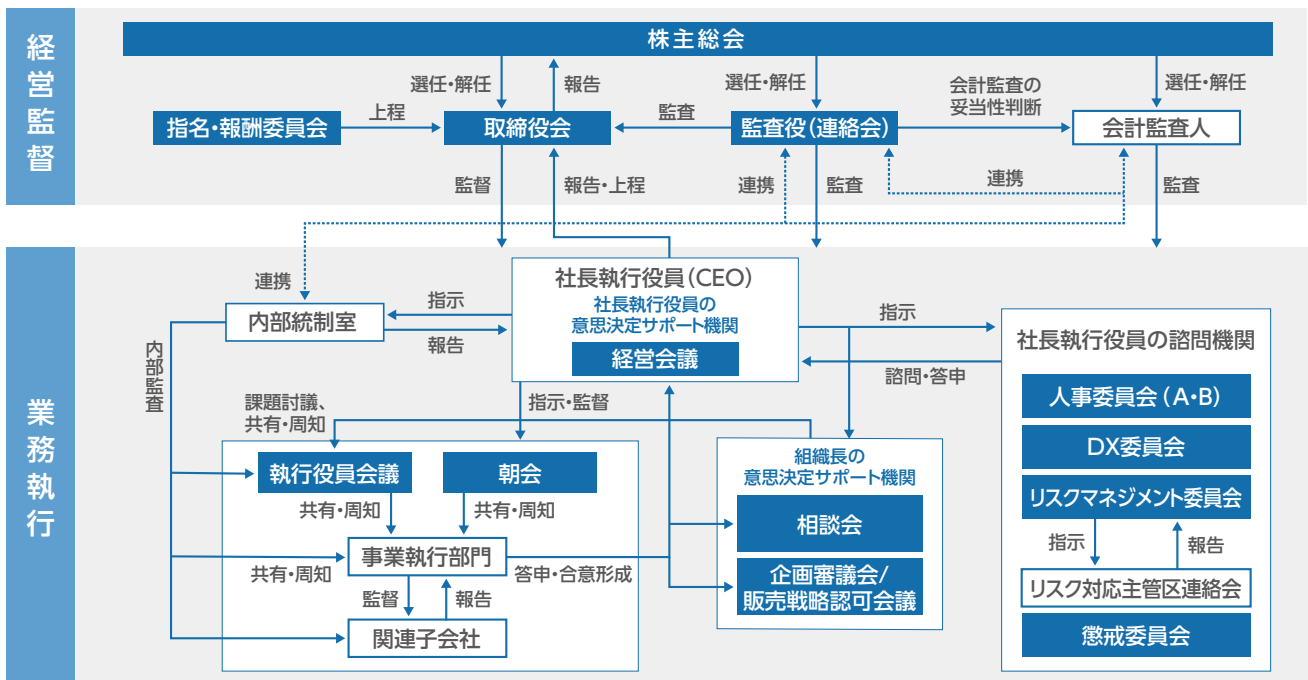 経営監督
株主総会
選任・解任
報告
選任・解任
会計監査の
妥当性判断
選任・解任
指名・報酬委員会
上程
取締役会
監査
監査役（連絡会）
会計監査人
監督
報告・上程
連携
監査
連携
監査
業務執行
連携
内部統制室
指示
報告
社長執行役員（CEO）
社長執行役員の
意思決定サポート機関
経営会議
指示
諮問・答申
社長執行役員の諮問機関
人事委員会（A・B）
DX委員会
リスクマネジメント委員会
指示
報告
リスク対応主管区連絡会
懲戒委員会
内部監査
課題討議、
共有・周知
指示・監督
執行役員会議
朝会
共有・周知
共有・周知
共有・周知
事業執行部門
答申・合意形成
監督
報告
関連子会社
組織長の
意思決定サポート機関
相談会
企画審議会/
販売戦略認可会議